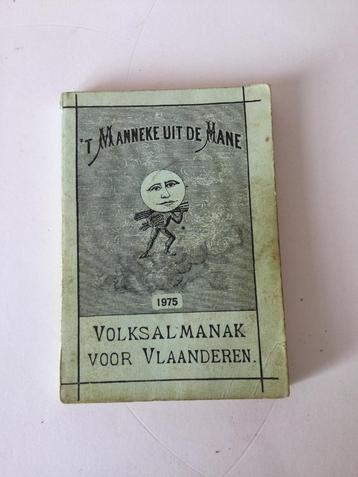 'T MANNEKE UIT DE MANE
1975
VOLKSALMANAK
VOOR VLAANDEREN.